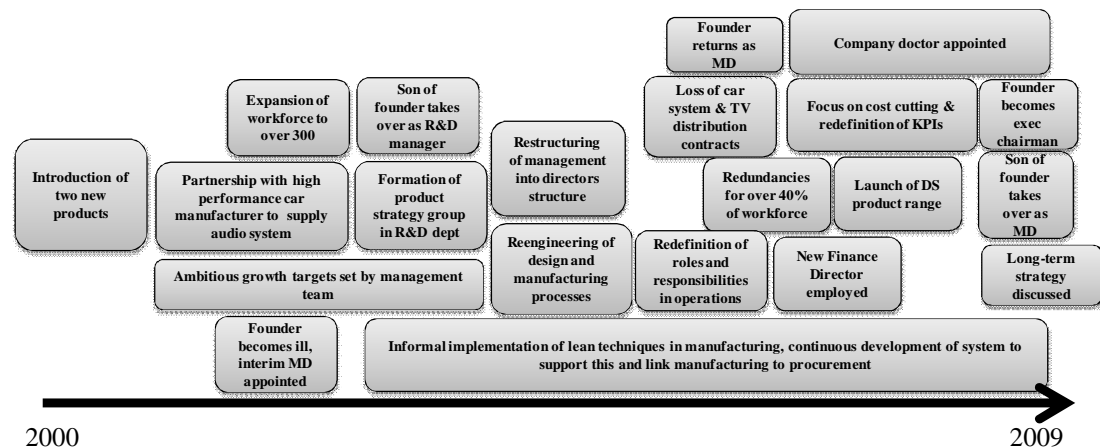 Founder
returns as
MD
Company doctor appointed
Expansion of
workforce to
over 300
Son of
founder takes
over as R&D
manager
Loss of car
system & TV
distribution
contracts
Focus on cost cutting &
redefinition of KPIs
Founder
becomes
exec
chairman
Introduction of
two new
products
Partnership with high
performance car
manufacturer to supply
audio system
Formation of
product
strategy group
in R&D dept
Restructuring
of management
into directors
structure
Redundancies
for over 40%
of workforce
Launch of DS
product range
Son of
founder
takes
over as
MD
Ambitious growth targets set by management
team
Reengineering of
design and
manufacturing
processes
Redefinition of
roles and
responsibilities
in operations
New Finance
Director
employed
Long-term
strategy
discussed
Founder
becomes ill,
interim MD
appointed
Informal implementation of lean techniques in manufacturing, continuous development of system to
support this and link manufacturing to procurement
2000
2009